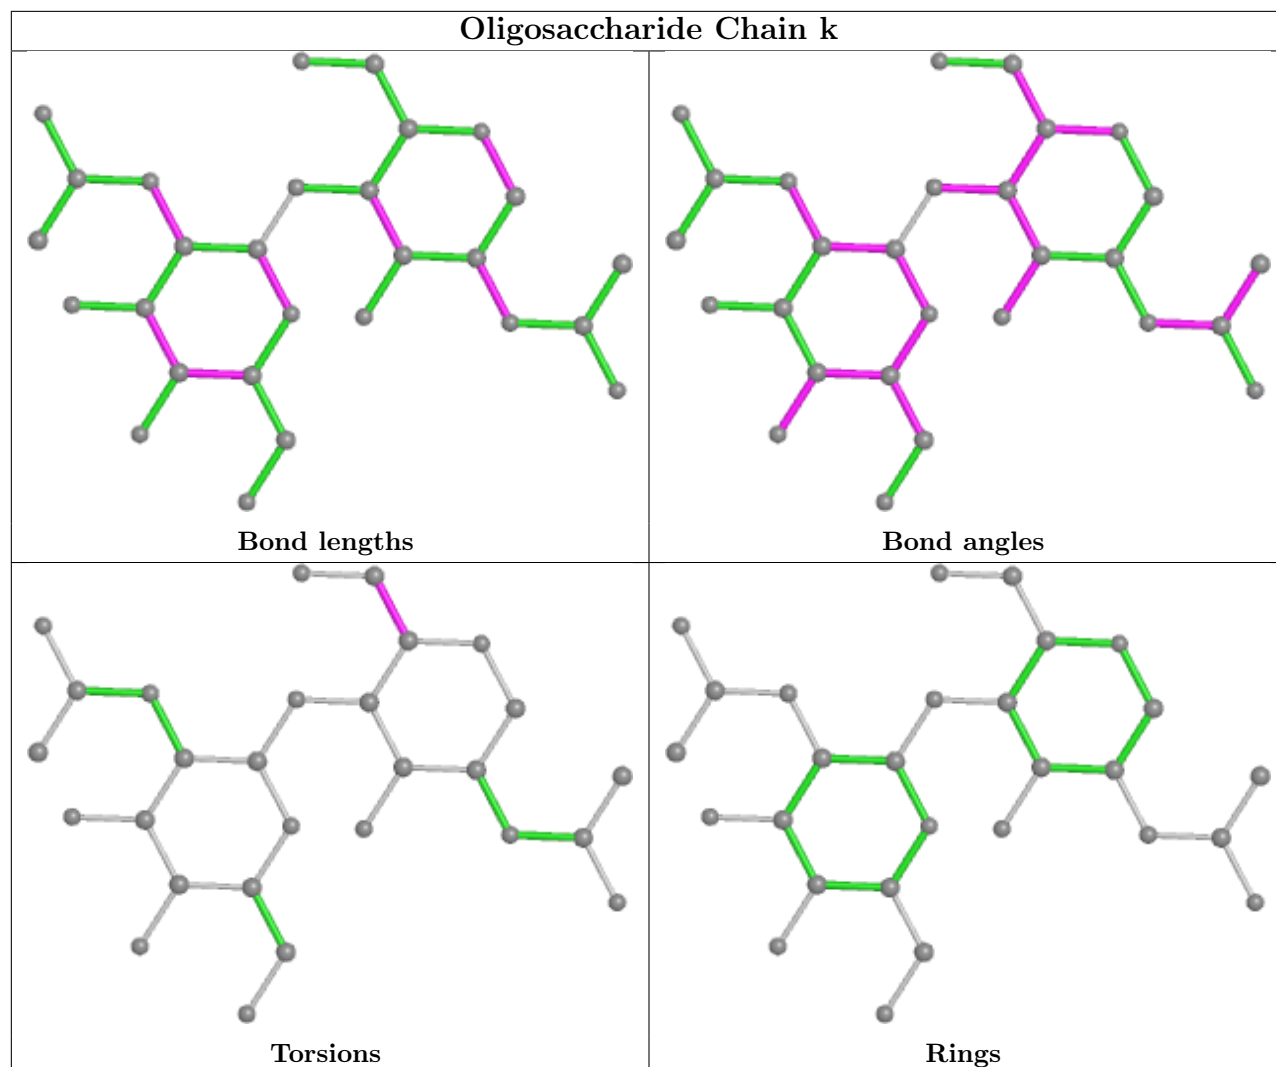 Oligosaccharide Chain k
Bond lengths
Bond angles
Torsions
Rings